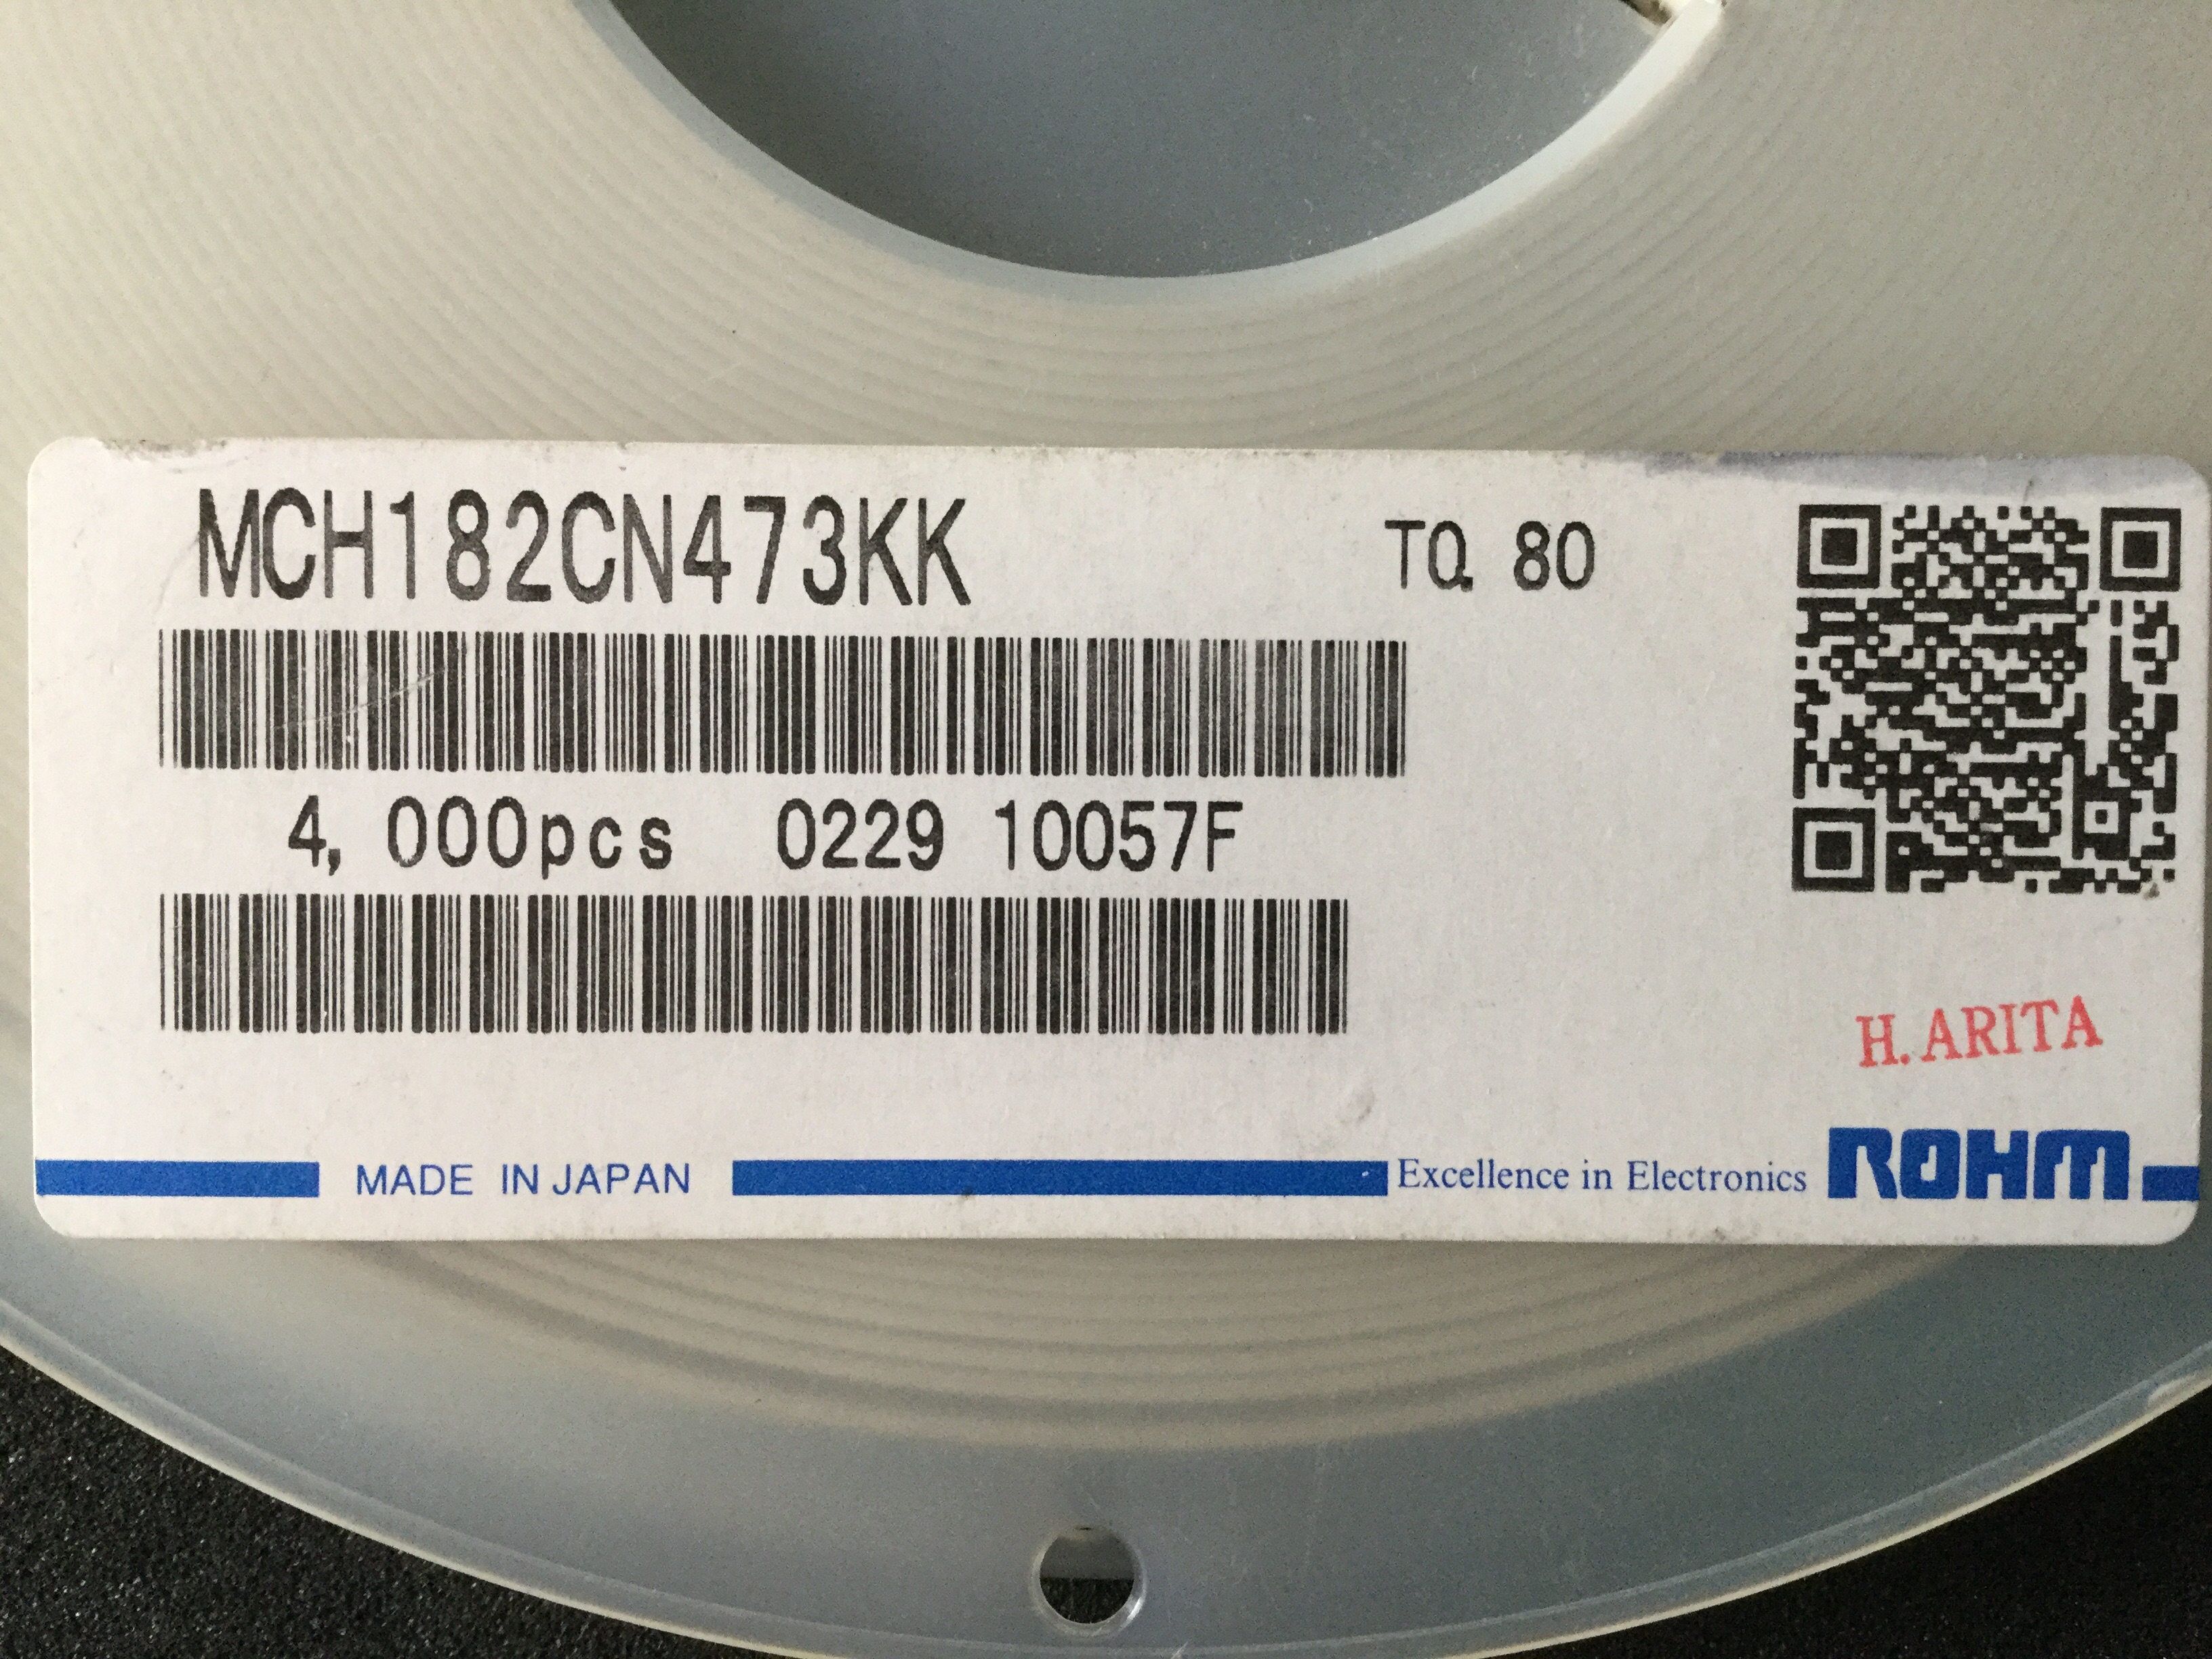 MCH182CN473KK TQ. 80
4, 000pcs 0229 10057F
H. ARITA
MADE IN JAPAN Excellence in Electronics ROHM